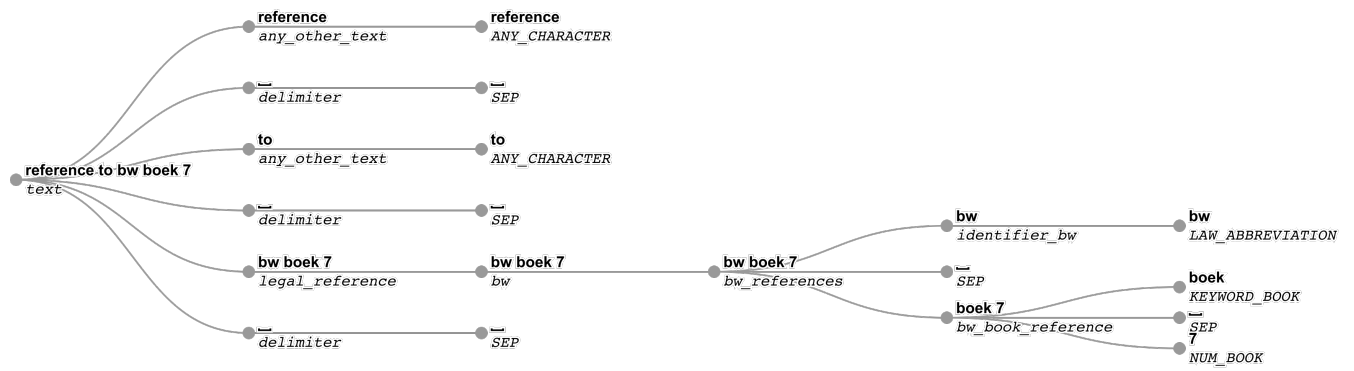 reference
any_other_text
reference
ANY_CHARACTER
␣
delimiter
␣
SEP
to
any_other_text
to
ANY_CHARACTER
reference to bw boek 7
text
␣
delimiter
␣
SEP
bw
identifier_bw
bw
LAW_ABBREVIATION
bw boek 7
legal_reference
bw boek 7
bw
bw boek 7
bw_references
␣
SEP
boek
KEYWORD_BOOK
boek 7
bw_book_reference
␣
SEP
7
NUM_BOOK
␣
delimiter
␣
SEP